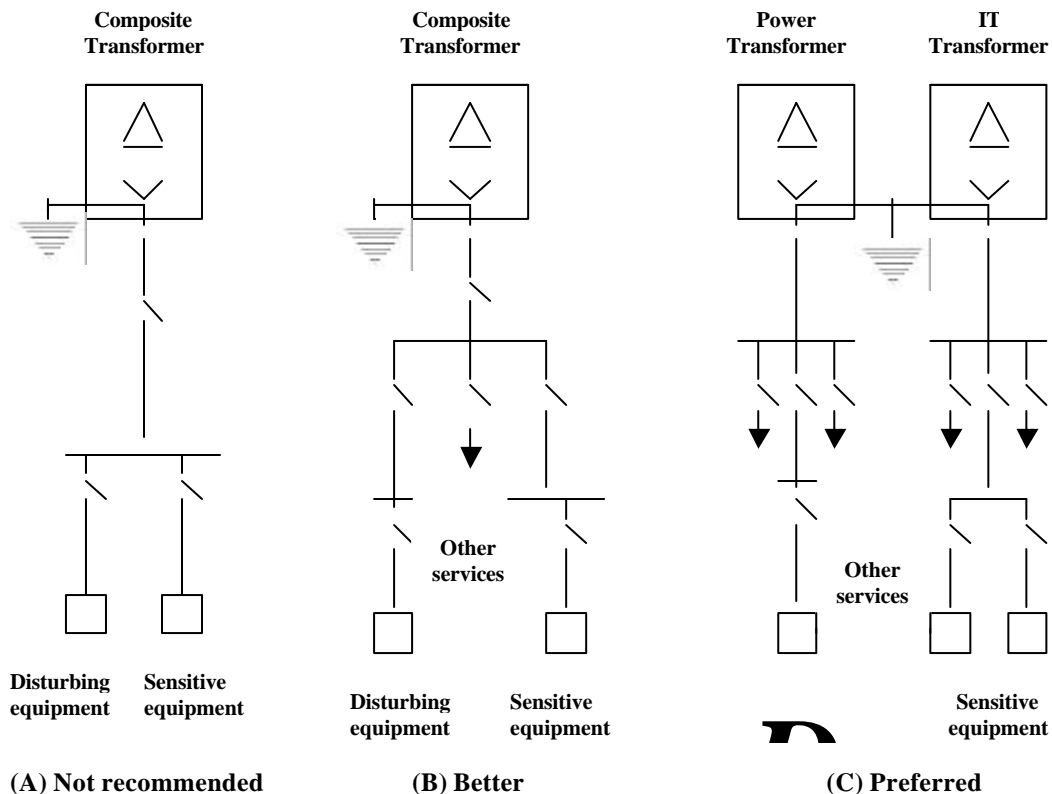 Composite
Transformer
Composite
Transformer
Power
Transformer
IT
Transformer
Other
services
Other
services
Disturbing
equipment
Sensitive
equipment
Disturbing
equipment
Sensitive
equipment
Sensitive
equipment
(A) Not recommended
(B) Better
(C) Preferred